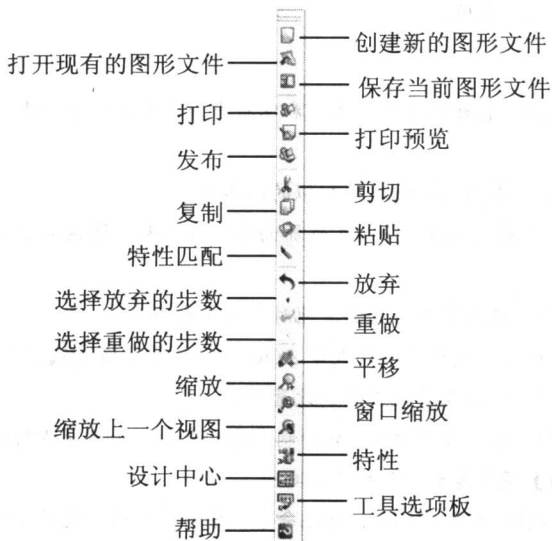 创建新的图形文件
打开现有的图形文件
保存当前图形文件
打印
打印预览
发布
剪切
复制
粘贴
特性匹配
放弃
选择放弃的步数
重做
选择重做的步数
平移
缩放
窗口缩放
缩放上一个视图
特性
设计中心
工具选项板
帮助